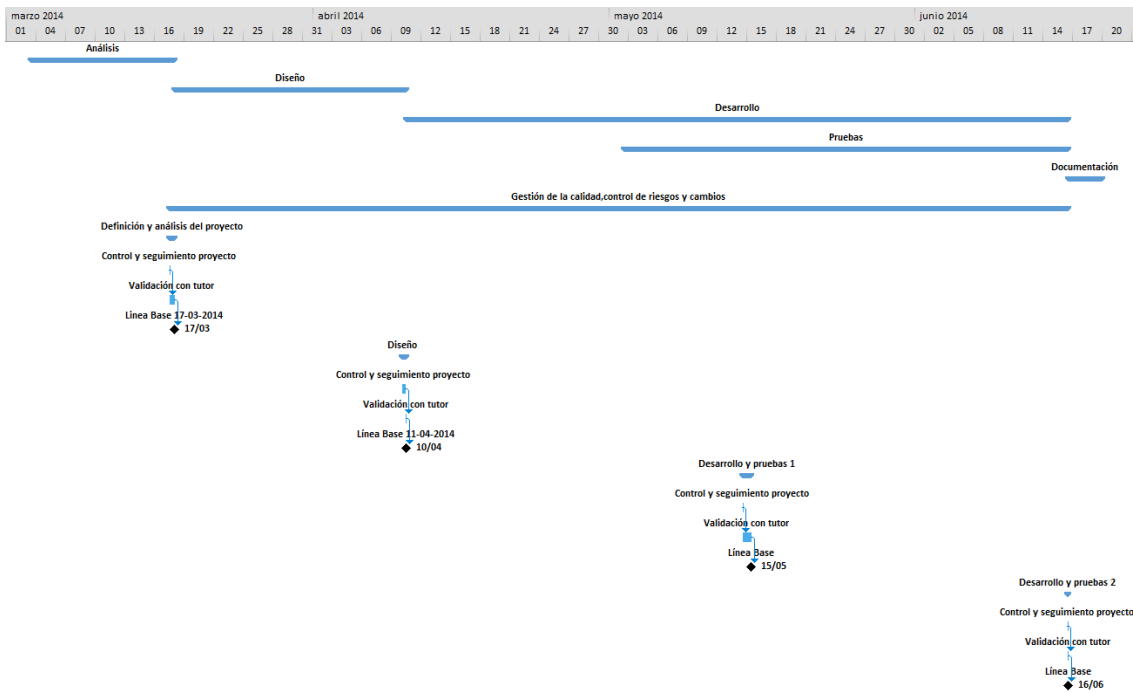 marzo 2014 abril 2014 mayo 2014 junio 2014
01 04 07 10 13 16 19 22 25 28 31 03 06 09 12 15 18 21 24 27 30 03 06 09 12 15 18 21 24 27 30 02 05 08 11 14 17 20
Análisis
Diseño
Desarrollo
Pruebas
Documentación
Gestión de la calidad,control de riesgos y cambios
Definición y análisis del proyecto
Control y seguimiento proyecto
Validación con tutor
Linea Base 17-03-2014
17/03
Diseño
Control y seguimiento proyecto
Validación con tutor
Línea Base 11-04-2014
10/04
Desarrollo y pruebas 1
Control y seguimiento proyecto
Validación con tutor
Línea Base
15/05
Desarrollo y pruebas 2
Control y seguimiento proyecto
Validación con tutor
Línea Base
16/06